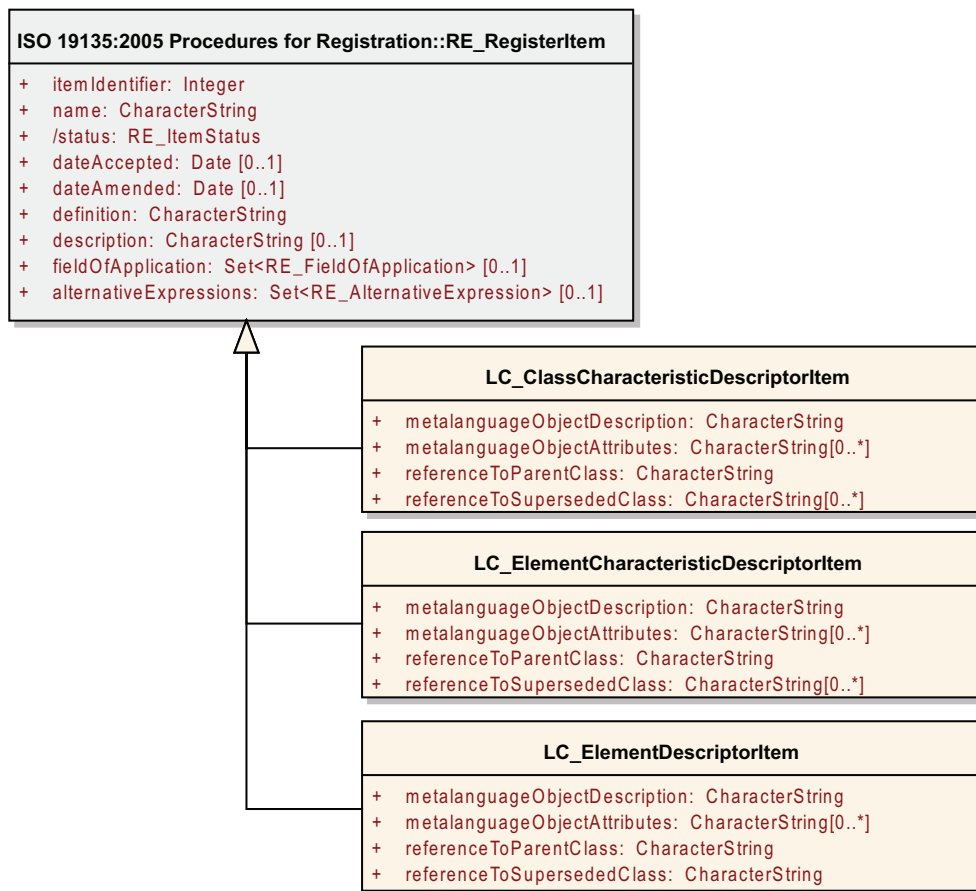 ISO 19135:2005 Procedures for Registration::RE_RegisterItem
+ itemIdentifier: Integer
+ name: CharacterString
+ /status: RE_ItemStatus
+ dateAccepted: Date [0..1]
+ dateAmended: Date [0..1]
+ definition: CharacterString
+ description: CharacterString [0..1]
+ fieldOfApplication: Set<RE_FieldOfApplication> [0..1]
+ alternativeExpressions: Set<RE_AlternativeExpression> [0..1]
LC_ClassCharacteristicDescriptorItem
+ metalanguageObjectDescription: CharacterString
+ metalanguageObjectAttributes: CharacterString[0..*]
+ referenceToParentClass: CharacterString
+ referenceToSupersededClass: CharacterString[0..*]
LC_ElementCharacteristicDescriptorItem
+ metalanguageObjectDescription: CharacterString
+ metalanguageObjectAttributes: CharacterString[0..*]
+ referenceToParentClass: CharacterString
+ referenceToSupersededClass: CharacterString[0..*]
LC_ElementDescriptorItem
+ metalanguageObjectDescription: CharacterString
+ metalanguageObjectAttributes: CharacterString[0..*]
+ referenceToParentClass: CharacterString
+ referenceToSupersededClass: CharacterString